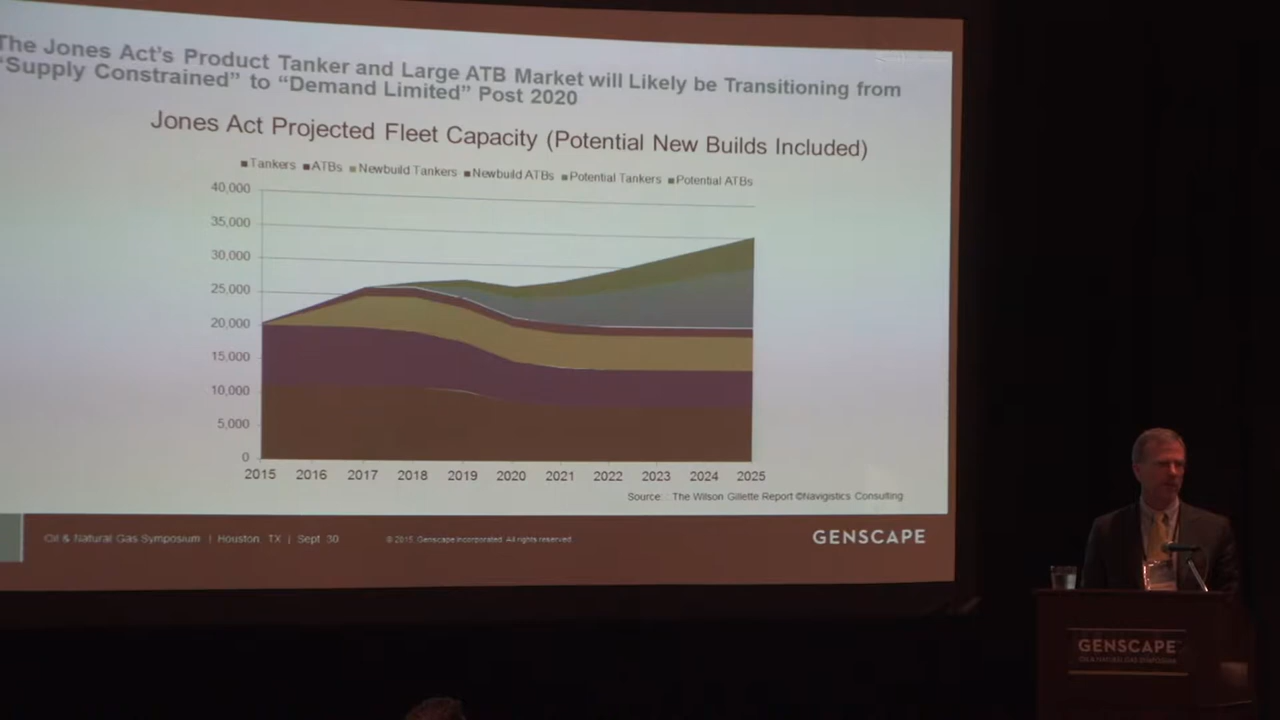 The Jones Act's Product Tanker and Large ATB Market will Likely be Transitioning from
"Supply Constrained" to "Demand Limited" Post 2020
Jones Act Projected Fleet Capacity (Potential New Builds Included)
Tankers ATBs Newbuild Tankers Newbuild ATBs Potential Tankers Potential ATBs
40,000
35,000
30,000
25,000
20,000
15,000
10,000
5,000
0
2015 2016 2017 2018 2019 2020 2021 2022 2023 2024 2025
Source: : The Wilson Gillette Report ©Navigistics Consulting
Oil & Natural Gas Symposium | Houston, TX | Sept. 30
© 2015. Genscape Incorporated. All rights reserved.
GENSCAPE
GENSCAPE
OIL & NATURAL GAS SYMPOSIUM